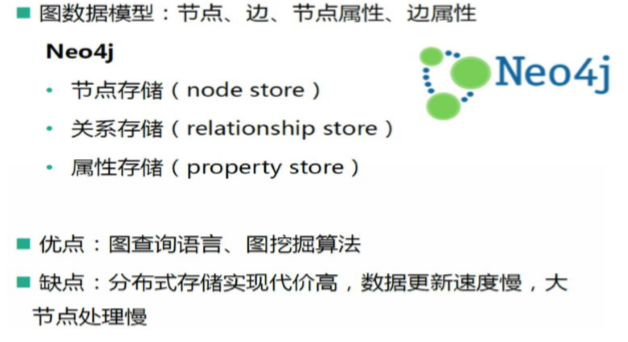 ■ 图数据模型：节点、边、节点属性、边属性
Neo4j
• 节点存储（node store）
• 关系存储（relationship store）
• 属性存储（property store）
Neo4j
■ 优点：图查询语言、图挖掘算法
■ 缺点：分布式存储实现代价高，数据更新速度慢，大
节点处理慢